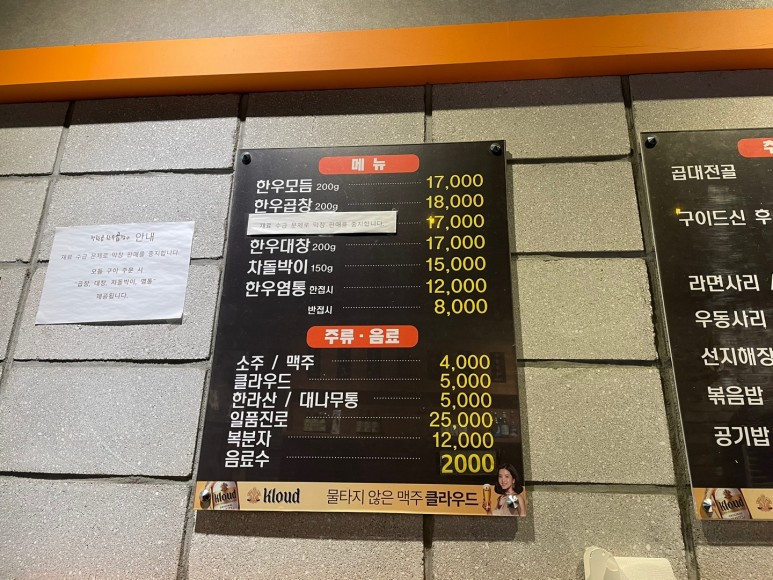 안내
재료 수급 문제로 막창 판매를 중지합니다.
모듬 구이 주문 시
"곱창, 대창, 차돌박이, 염통"
제공됩니다.
메뉴
한우모듬 200g 17,000
한우곱창 200g 18,000
재료 수급 문제로 막창 판매를 중지합니다. 17,000
한우대창 200g 17,000
차돌박이 150g 15,000
한우염통 한접시 12,000
반접시 8,000
주류·음료
소주 / 맥주 4,000
클라우드 5,000
한라산 / 대나무통 5,000
일품진로 25,000
복분자 12,000
음료수 2000
kloud Kloud 물타지 않은 맥주 클라우드
곱대전골
구이드신 후
라면사리 /
우동사리
선지해장
볶음밥
공기밥
kloud